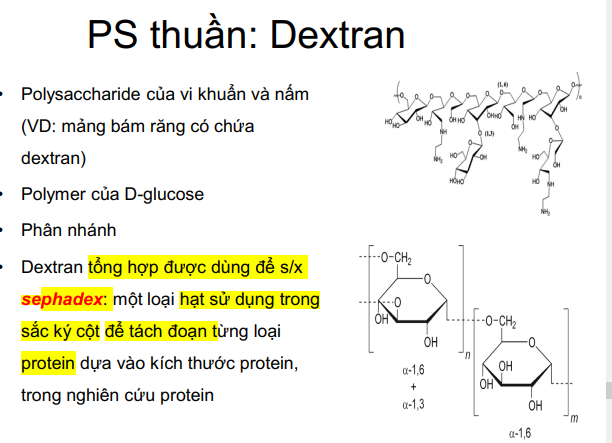 PS thuần: Dextran
• Polysaccharide của vi khuẩn và nấm
(VD: mảng bám răng có chứa
dextran)
• Polymer của D-glucose
• Phân nhánh
• Dextran tổng hợp được dùng để s/x
sephadex: một loại hạt sử dụng trong
sắc ký cột để tách đoạn từng loại
protein dựa vào kích thước protein,
trong nghiên cứu protein
(1,6)
(1,3)
NH
NH₂
O-CH₂
O
O
OH
OH
n
α-1,6
+
α-1,3
O-CH₂
O
OH
OH
OH
m
α-1,6